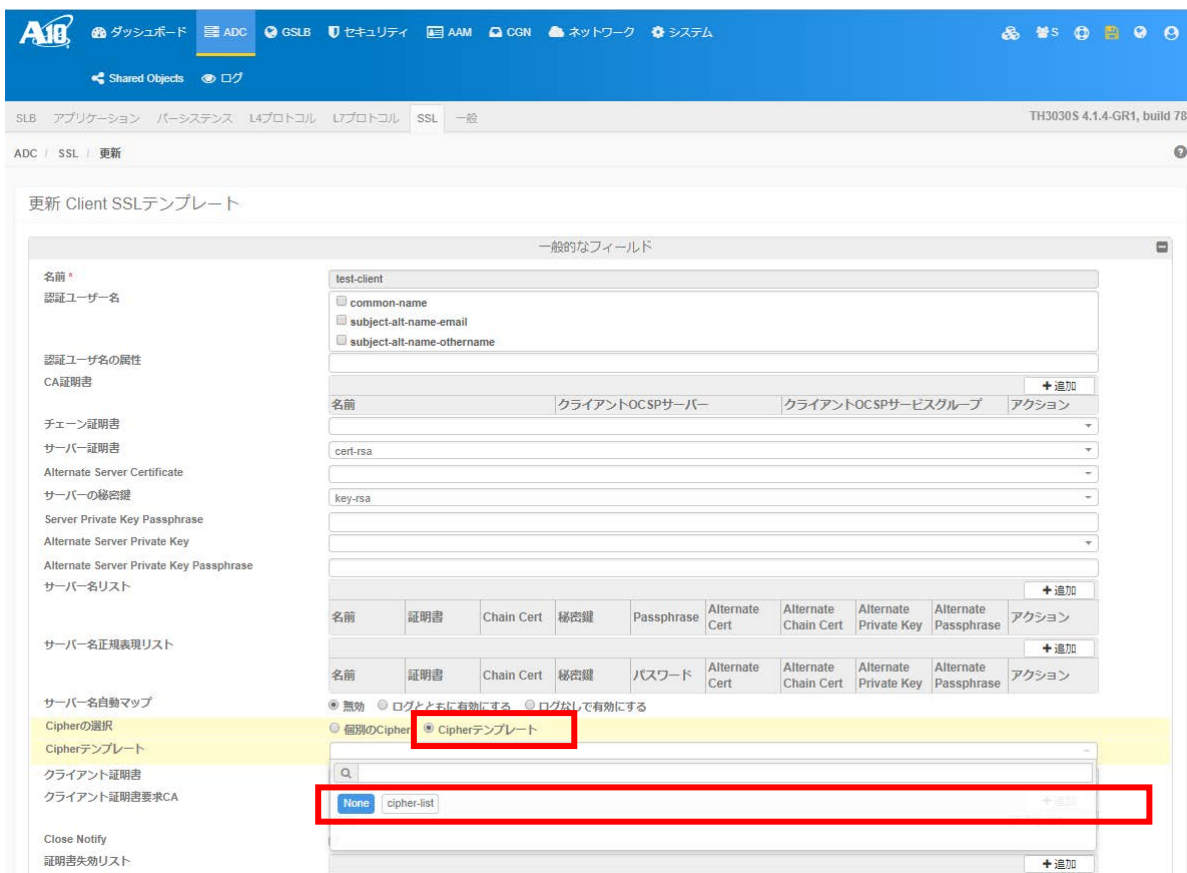 A10 ダッシュボード ADC GSLB セキュリティ AAM CGN ネットワーク システム S
Shared Objects ログ
SLB アプリケーション パーシステンス L4プロトコル L7プロトコル SSL 一般 TH3030S 4.1.4-GR1, build 78
ADC / SSL / 更新
更新 Client SSLテンプレート
一般的なフィールド
名前 * test-client
認証ユーザー名 common-name
subject-alt-name-email
subject-alt-name-othername
認証ユーザ名の属性
CA証明書 +追加
名前 クライアントOCSPサーバー クライアントOCSPサービスグループ アクション
チェーン証明書
サーバー証明書 cert-rsa
Alternate Server Certificate
サーバーの秘密鍵 key-rsa
Server Private Key Passphrase
Alternate Server Private Key
Alternate Server Private Key Passphrase
サーバー名リスト +追加
名前 証明書 Chain Cert 秘密鍵 Passphrase Alternate Cert Alternate Chain Cert Alternate Private Key Alternate Passphrase アクション
サーバー名正規表現リスト +追加
名前 証明書 Chain Cert 秘密鍵 パスワード Alternate Cert Alternate Chain Cert Alternate Private Key Alternate Passphrase アクション
サーバー名自動マップ 無効 ログとともに有効にする ログなしで有効にする
Cipherの選択 個別のCipher Cipherテンプレート
Cipherテンプレート
クライアント証明書
クライアント証明書要求CA None cipher-list +追加
Close Notify
証明書失効リスト +追加